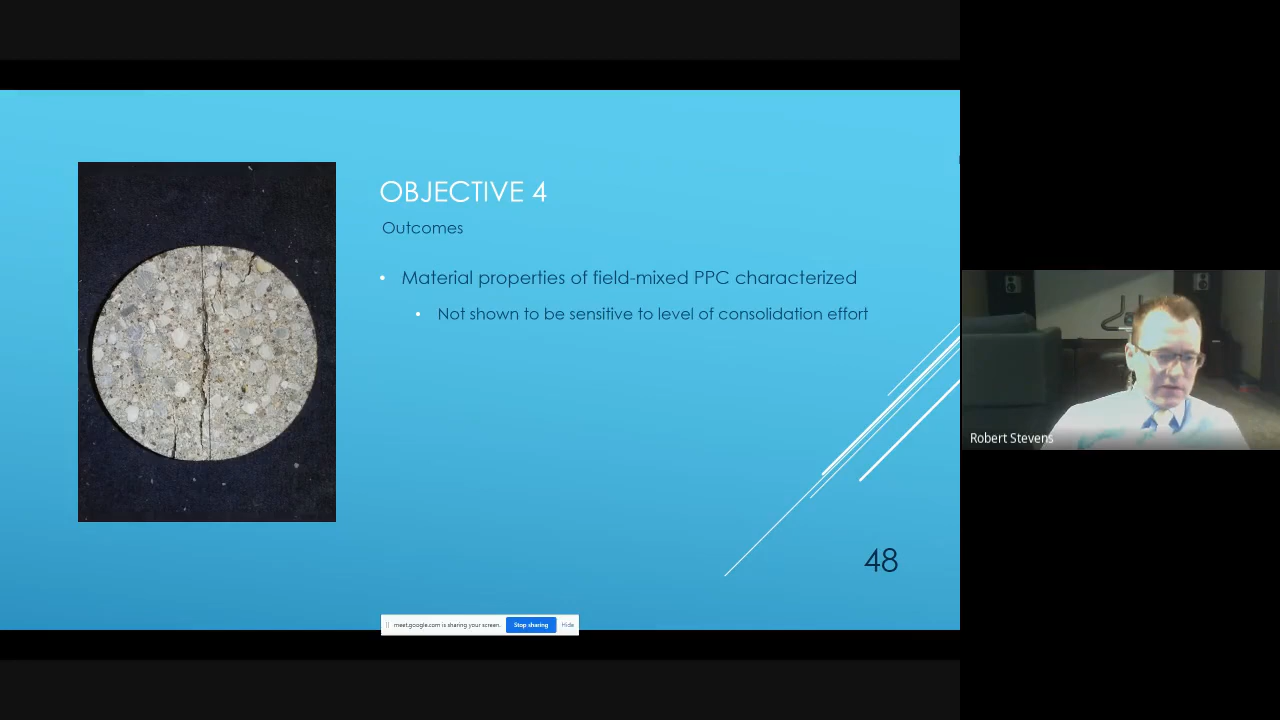 OBJECTIVE 4
Outcomes
• Material properties of field-mixed PPC characterized
• Not shown to be sensitive to level of consolidation effort
48
meet.google.com is sharing your screen.
Stop sharing
Hide
Robert Stevens